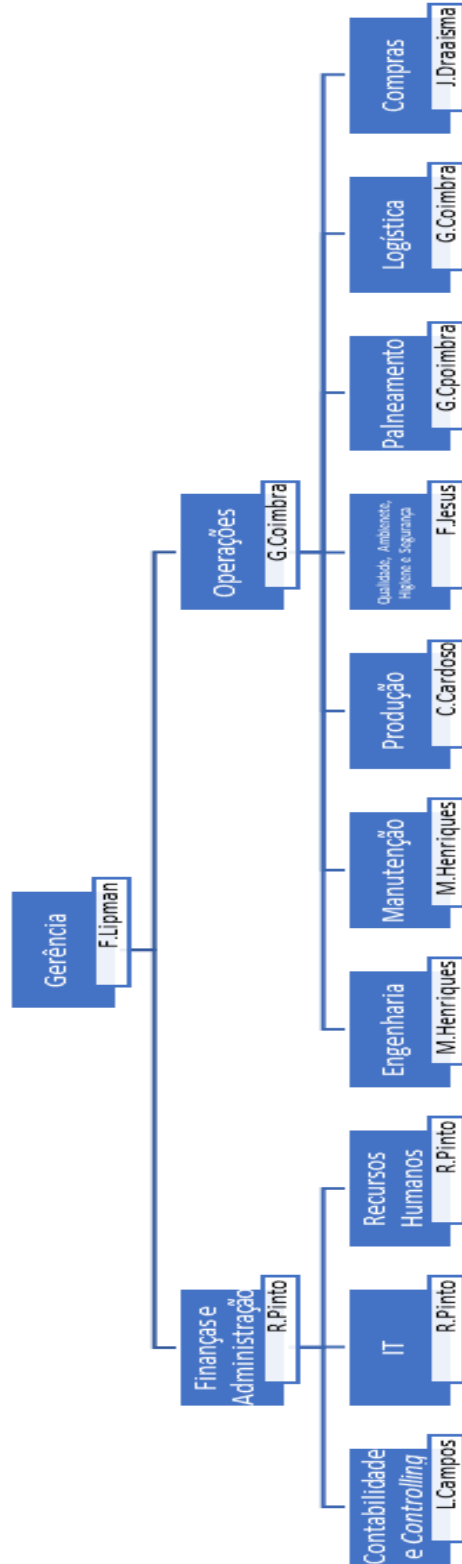 Gerência
F.Lipman
Finanças e
Administração
R.Pinto
Operações
G.Coimbra
Contabilidade
e Controlling
L.Campos
IT
R.Pinto
Recursos
Humanos
R.Pinto
Engenharia
M.Henriques
Manutenção
M.Henriques
Produção
C.Cardoso
Qualidade, Ambienete,
Higiene e Segurança
F.Jesus
Palneamento
G.Cpoimbra
Logística
G.Coimbra
Compras
J.Draaisma